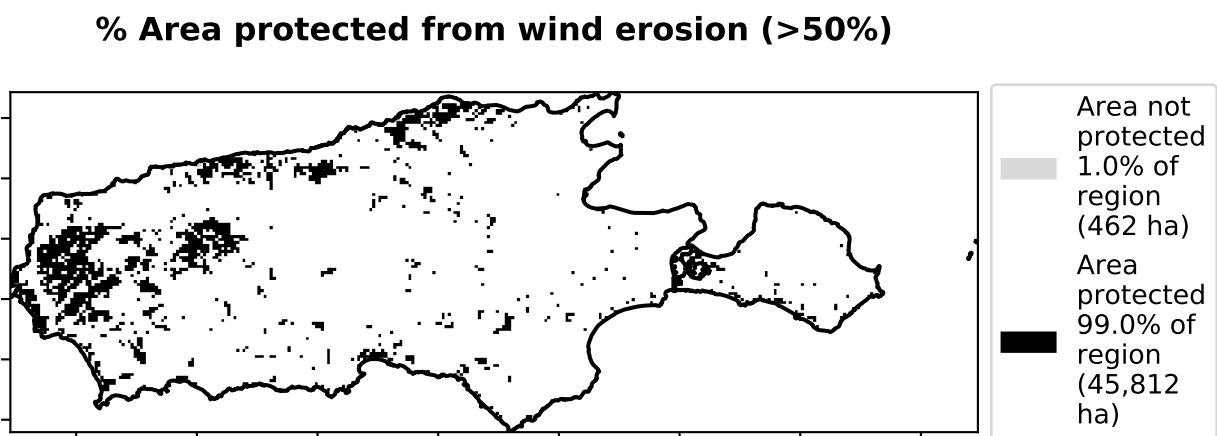 % Area protected from wind erosion (>50%)
Area not
protected
1.0% of
region
(462 ha)
Area
protected
99.0% of
region
(45,812
ha)